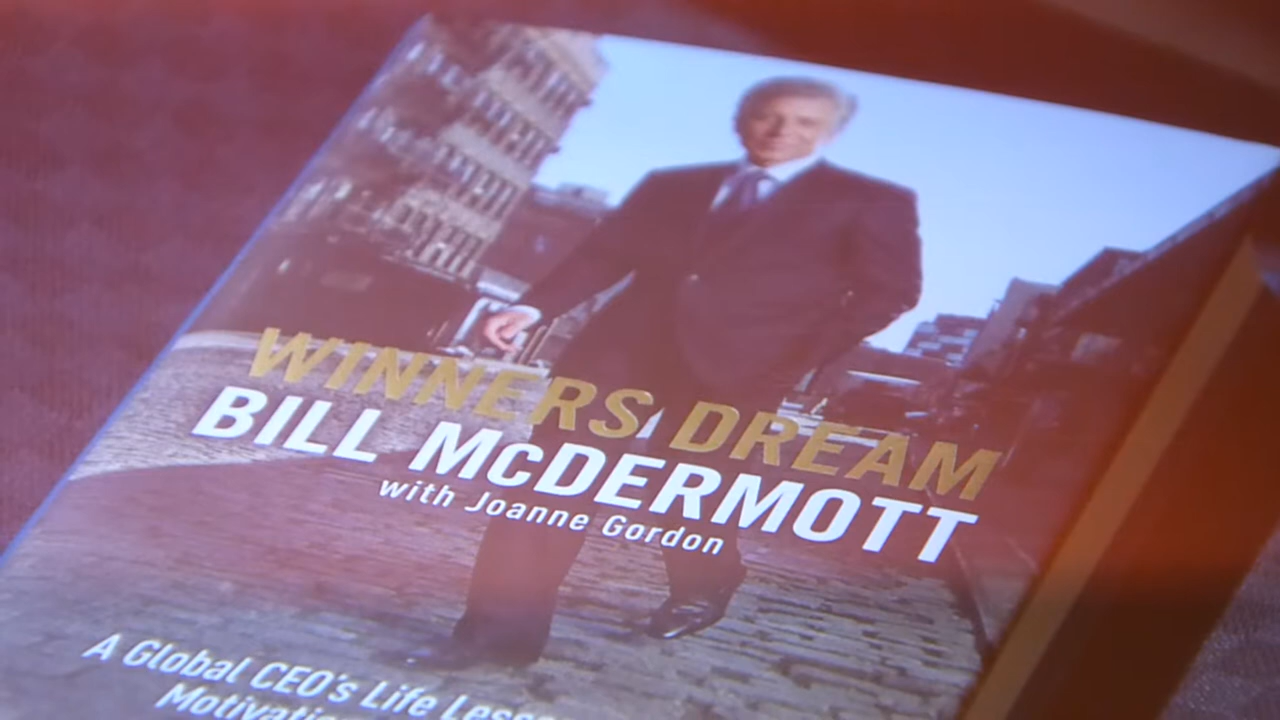 WINNERS DREAM
BILL McDERMOTT
with Joanne Gordon
A Global CEO's Life